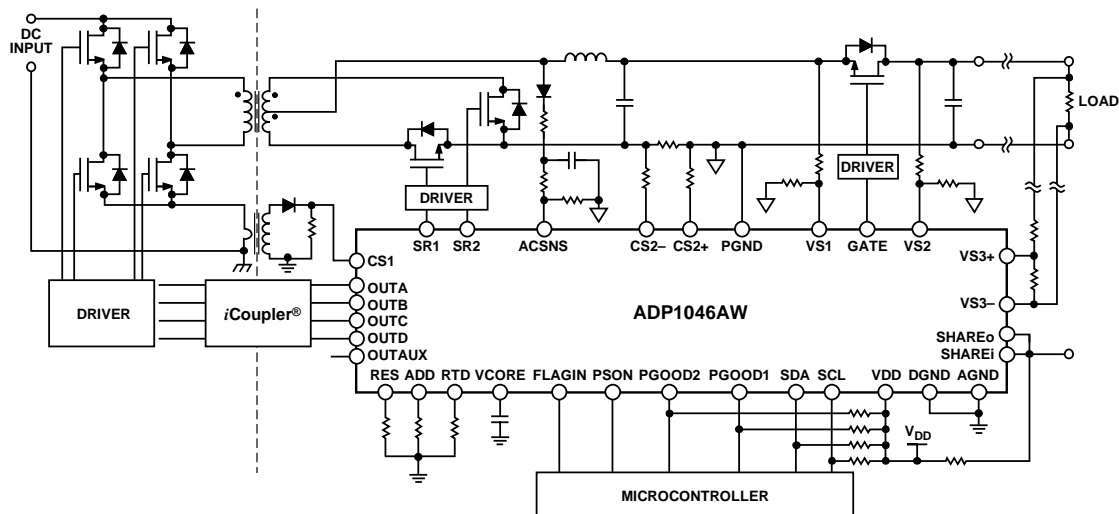 DC
INPUT
LOAD
DRIVER
DRIVER
SR1 SR2 ACSNS CS2– CS2+ PGND VS1 GATE VS2
CS1
VS3+
OUTA
OUTB
OUTC
OUTD
OUTAUX
DRIVER
iCoupler®
ADP1046AW
VS3–
SHAREo
SHAREi
RES ADD RTD VCORE FLAGIN PSON PGOOD2 PGOOD1 SDA SCL VDD DGND AGND
VDD
MICROCONTROLLER